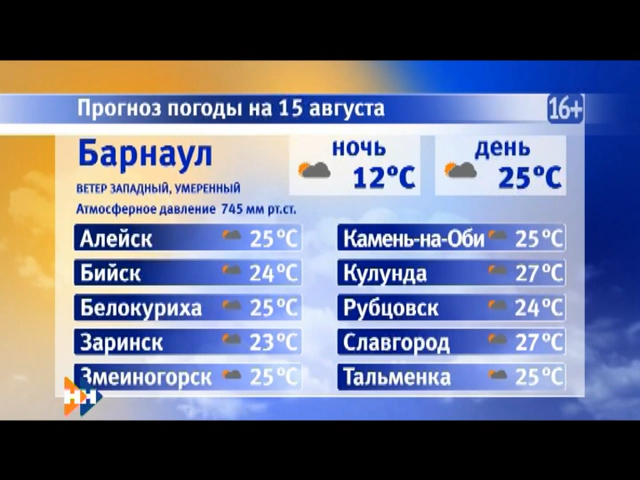 Прогноз погоды на 15 августа
16+
Барнаул
ночь
12°C
день
25°C
ВЕТЕР ЗАПАДНЫЙ, УМЕРЕННЫЙ
Атмосферное давление 745 мм рт.ст.
Алейск 25°C
Бийск 24°C
Белокуриха 25°C
Заринск 23°C
Змеиногорск 25°C
Камень-на-Оби 25°C
Кулунда 27°C
Рубцовск 24°C
Славгород 27°C
Тальменка 25°C
НН